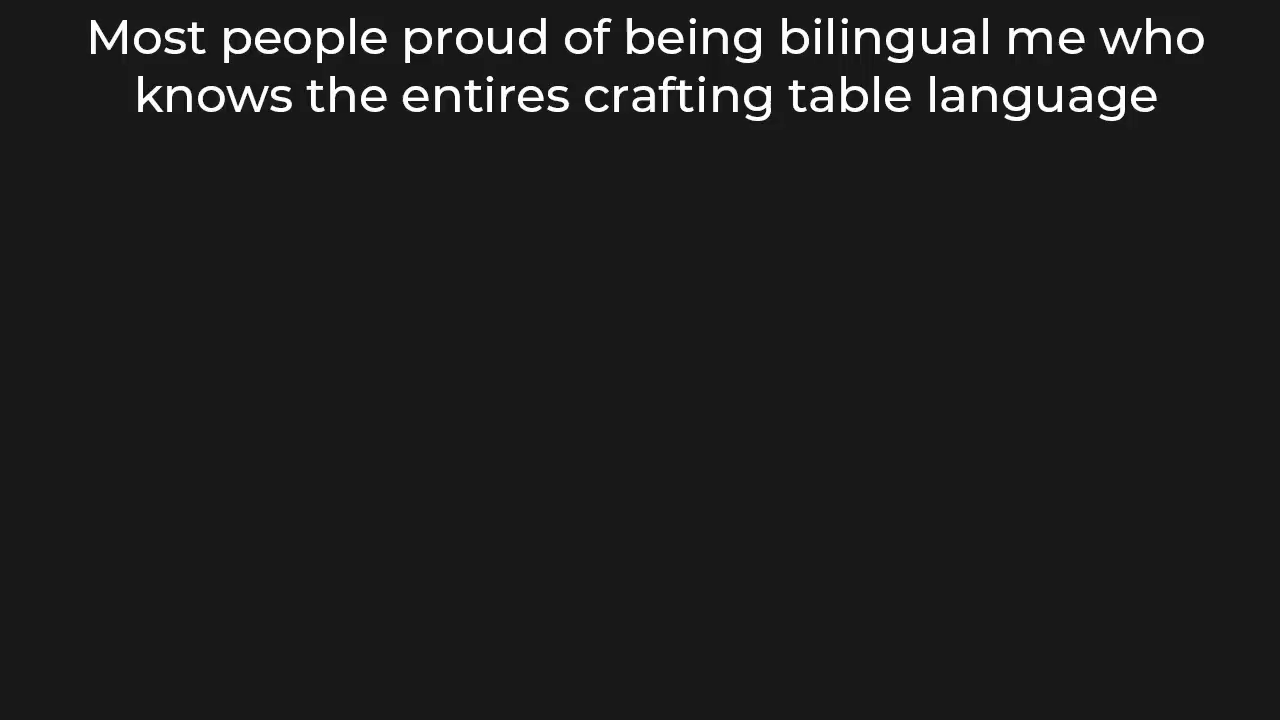 Most people proud of being bilingual me who
knows the entires crafting table language